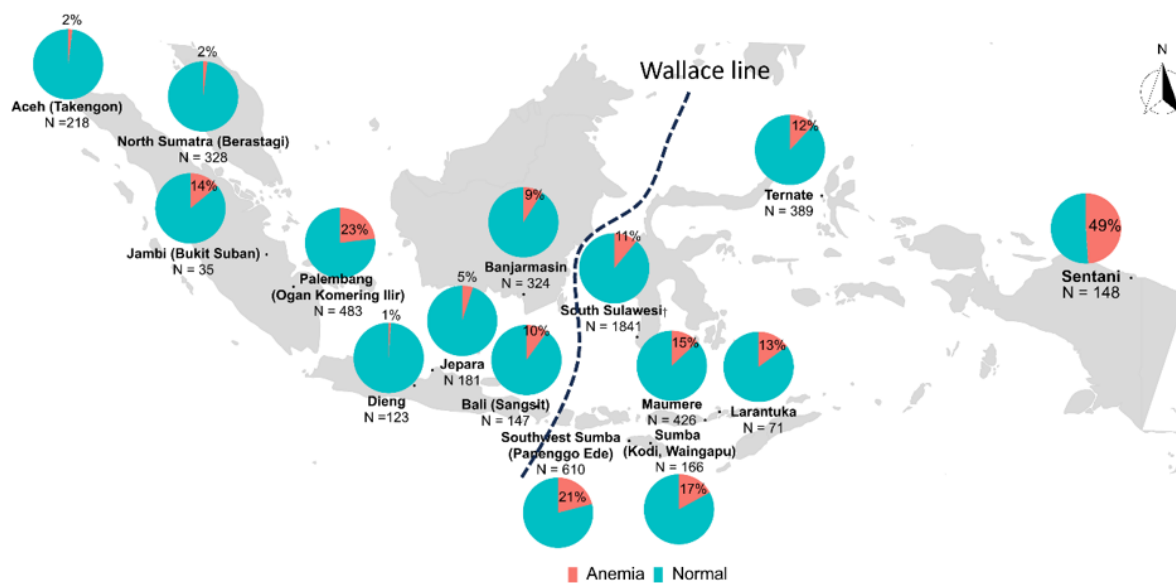 2%
Aceh (Takengon)
N =218
2%
North Sumatra (Berastagi)
N = 328
14%
Jambi (Bukit Suban)
N = 35
23%
Palembang
(Ogan Komering Ilir)
N = 483
1%
Dieng
N =123
5%
Jepara
N 181
9%
Banjarmasin
N = 324
10%
Bali (Sangsit)
N = 147
Wallace line
11%
South Sulawesi†
N = 1841
12%
Ternate
N = 389
15%
Maumere
N = 426
13%
Larantuka
N = 71
Southwest Sumba
(Papenggo Ede)
N = 610
21%
Sumba
(Kodi, Waingapu)
N = 166
17%
49%
Sentani
N = 148
N
Anemia Normal